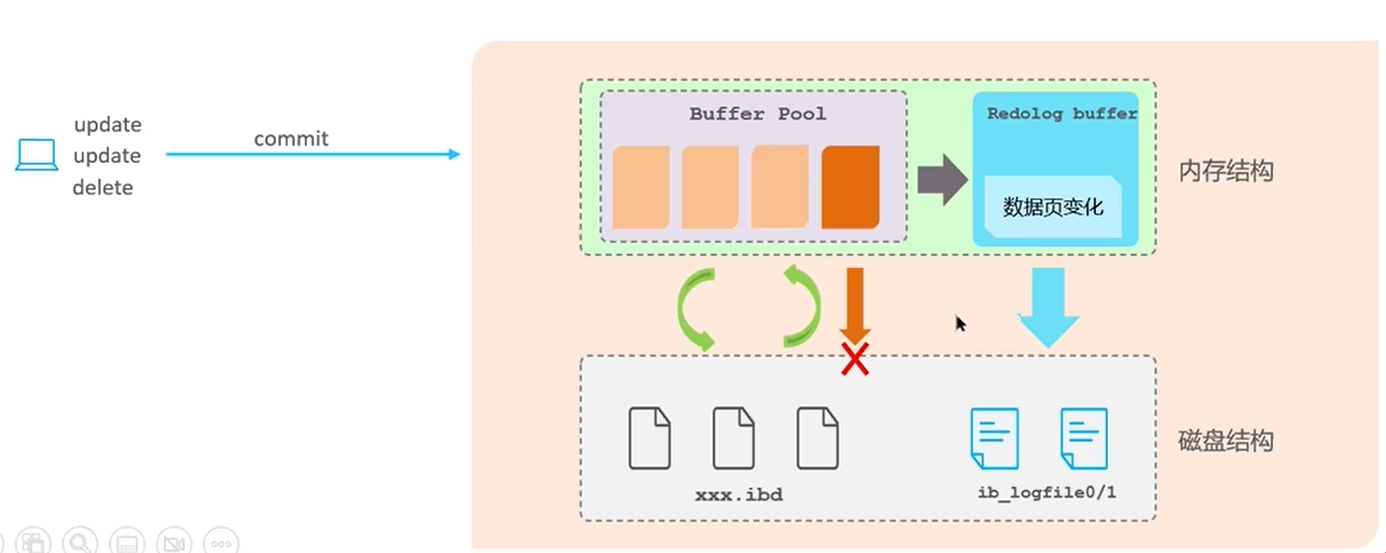 update
update
delete
commit
Buffer Pool
Redolog buffer
数据页变化
内存结构
xxx.ibd
ib_logfile0/1
磁盘结构